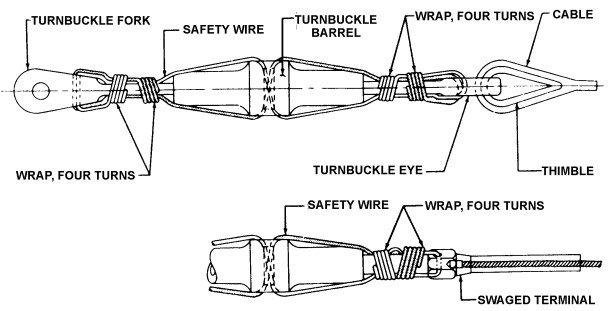 TURNBUCKLE FORK
SAFETY WIRE
TURNBUCKLE
BARREL
WRAP, FOUR TURNS
CABLE
WRAP, FOUR TURNS
TURNBUCKLE EYE
THIMBLE
SAFETY WIRE
WRAP, FOUR TURNS
SWAGED TERMINAL